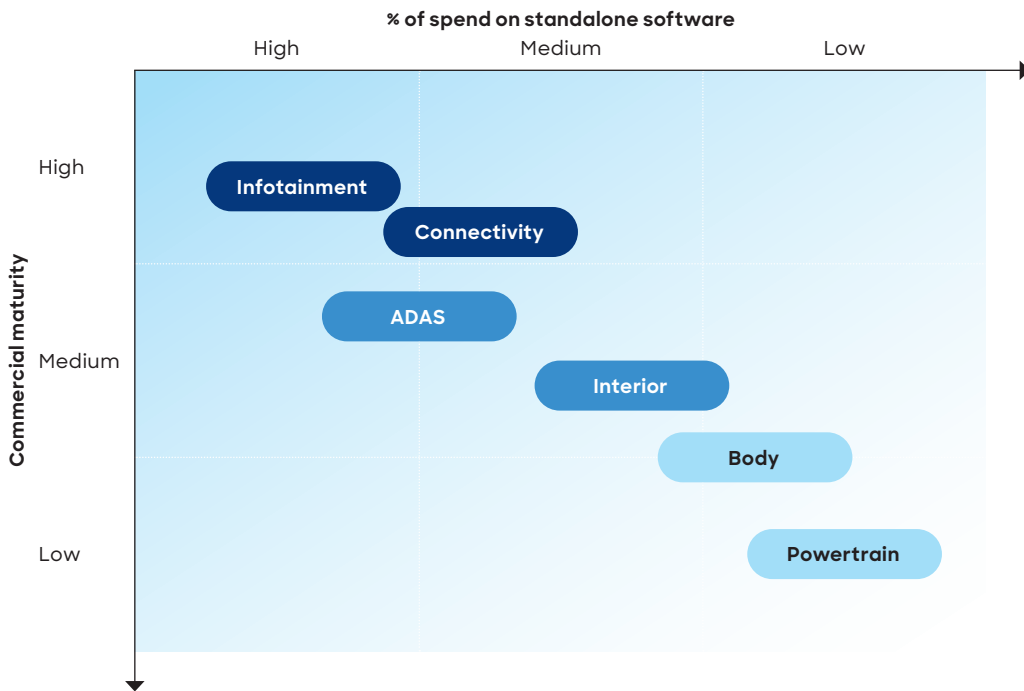 % of spend on standalone software
High
Medium
Low
Commercial maturity
High
Infotainment
Connectivity
ADAS
Medium
Interior
Body
Low
Powertrain